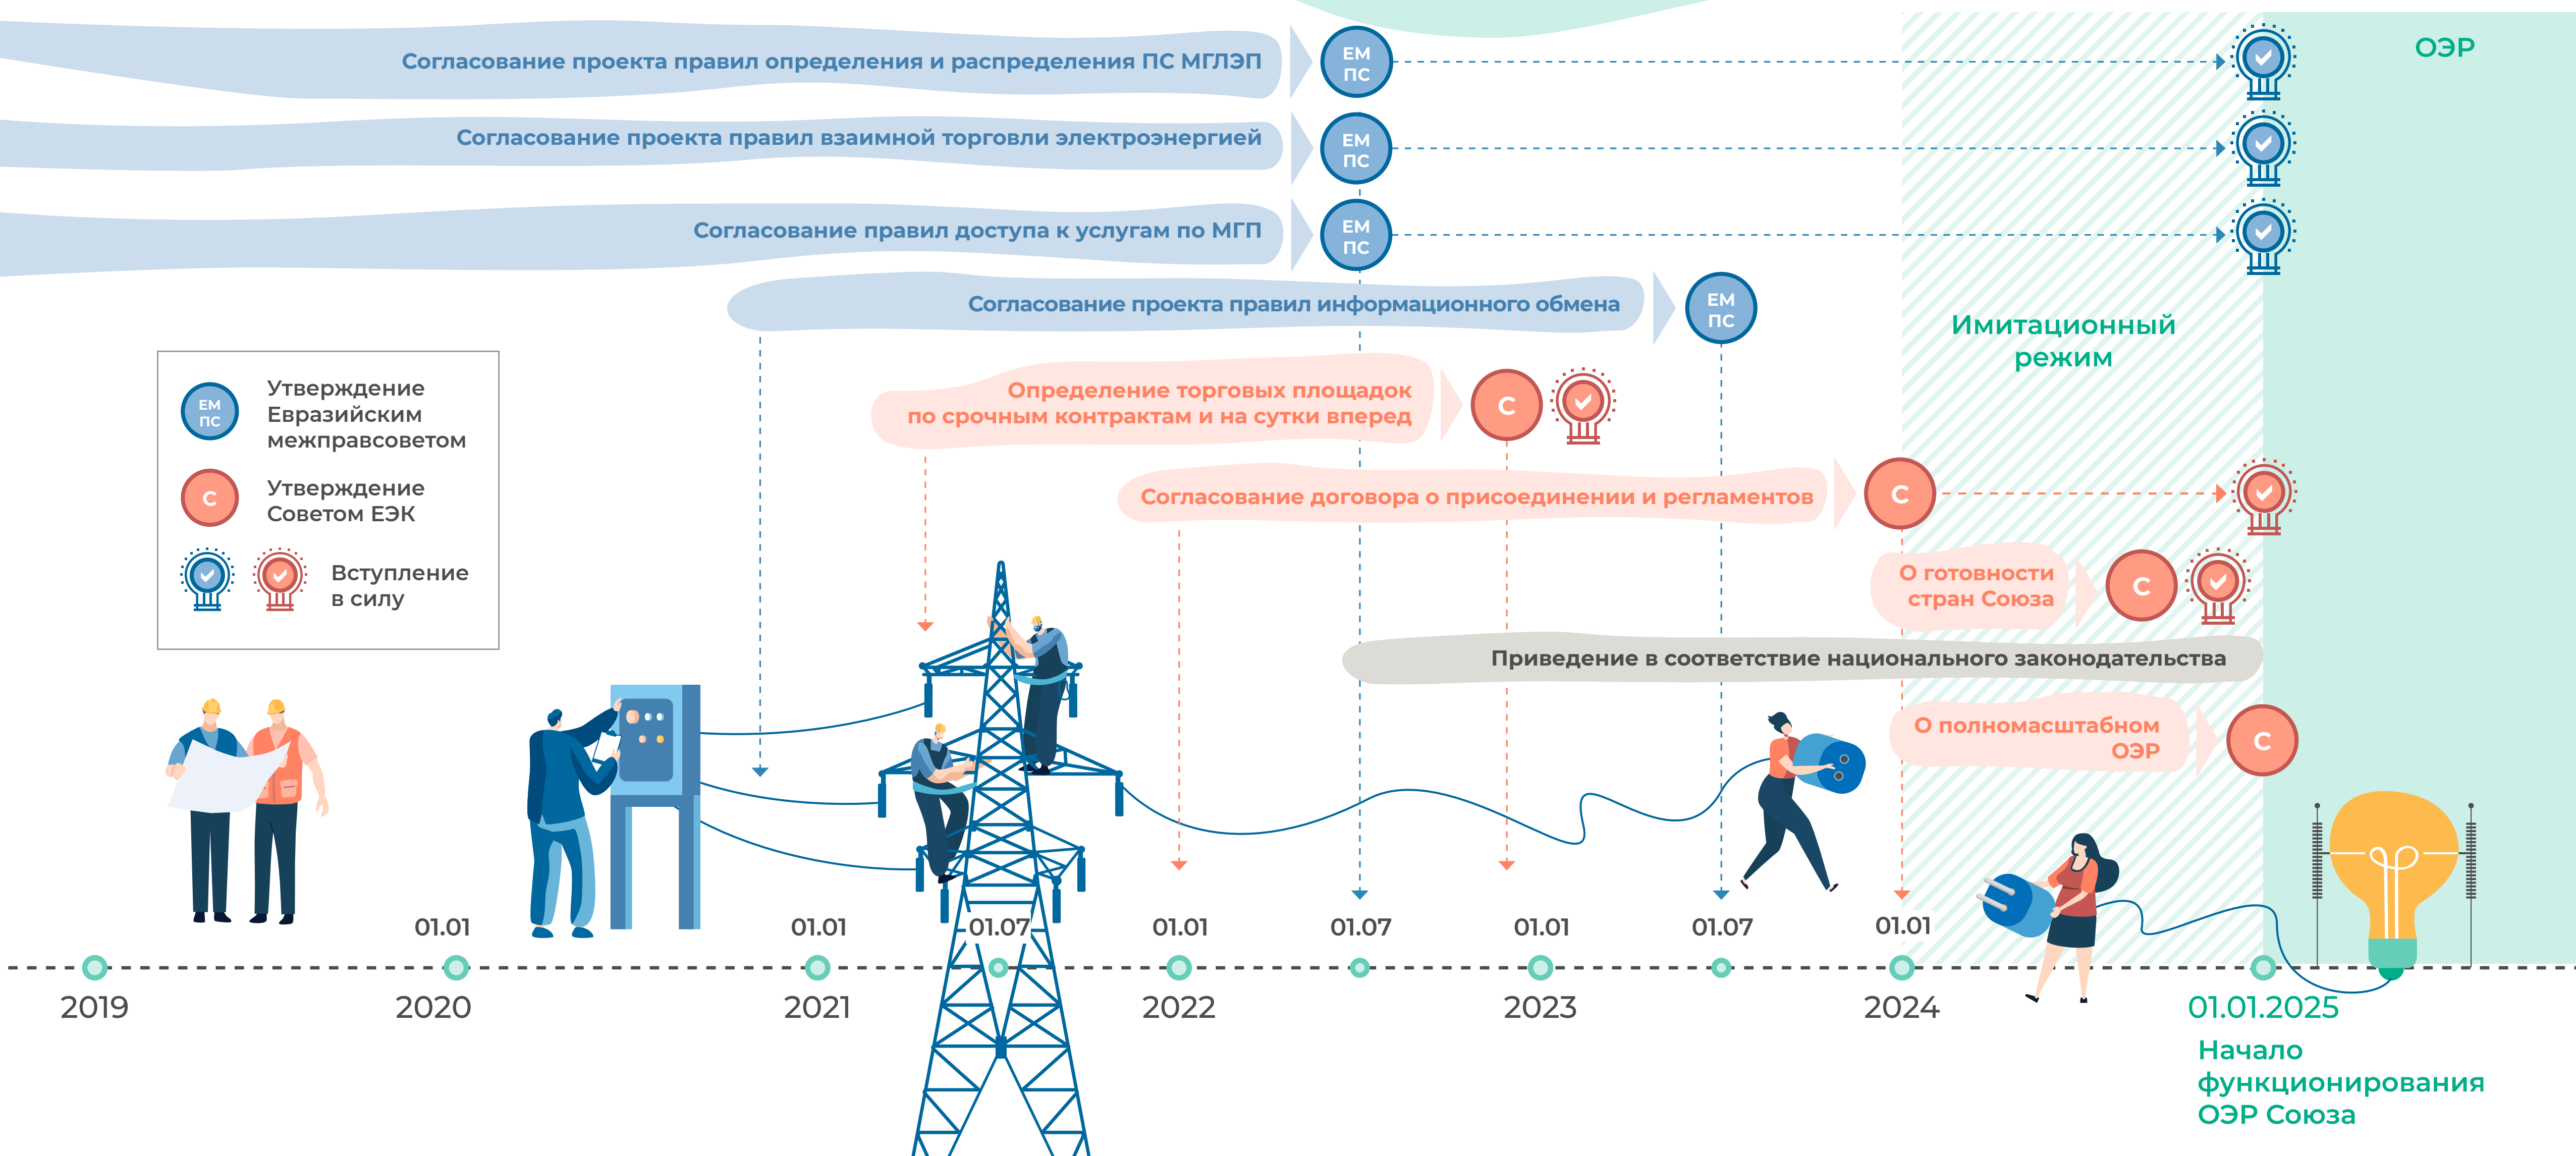 Согласование проекта правил определения и распределения ПС МГЛЭП
ЕМ
ПС
ОЭР
Согласование проекта правил взаимной торговли электроэнергией
ЕМ
ПС
Согласование правил доступа к услугам по МГП
ЕМ
ПС
Согласование проекта правил информационного обмена
ЕМ
ПС
Имитационный
режим
Определение торговых площадок
по срочным контрактам и на сутки вперед
С
Согласование договора о присоединении и регламентов
С
О готовности
стран Союза
С
Приведение в соответствие национального законодательства
О полномасштабном
ОЭР
С
ЕМ
ПС
Утверждение
Евразийским
межправсоветом
С
Утверждение
Советом ЕЭК
Вступление
в силу
01.01
01.01
01.07
01.01
01.07
01.01
01.07
01.01
2019
2020
2021
2022
2023
2024
01.01.2025
Начало
функционирования
ОЭР Союза